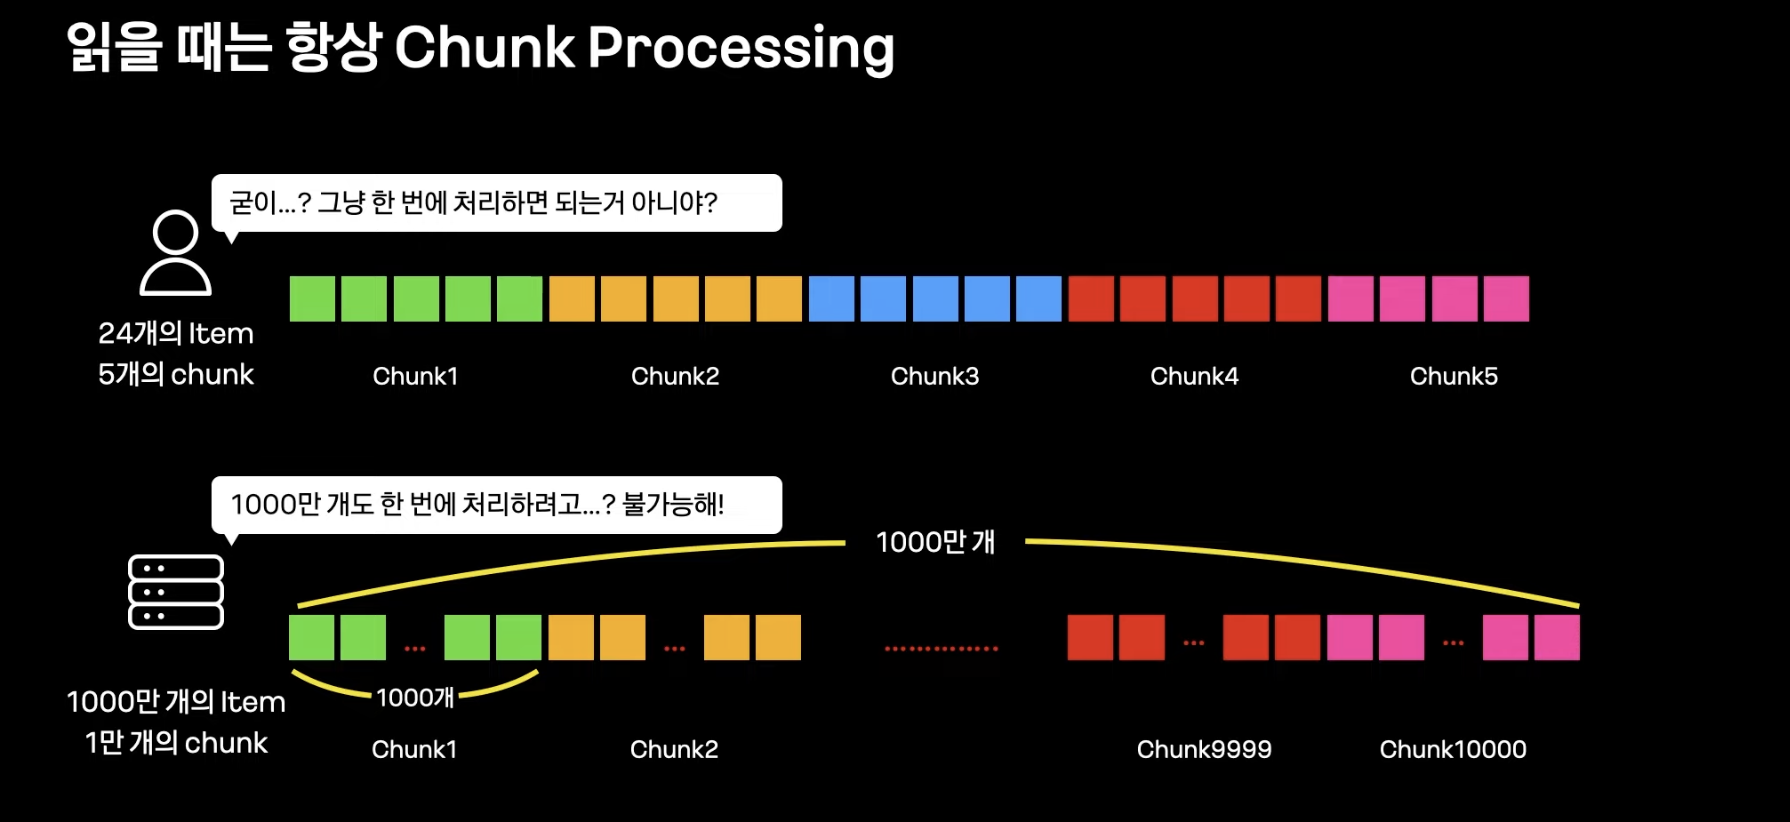 읽을 때는 항상 Chunk Processing
굳이...? 그냥 한 번에 처리하면 되는거 아니야?
24개의 Item
5개의 chunk
Chunk1
Chunk2
Chunk3
Chunk4
Chunk5
1000만 개도 한 번에 처리하려고...? 불가능해!
1000만 개
...
...
.............
...
...
1000개
1000만 개의 Item
1만 개의 chunk
Chunk1
Chunk2
Chunk9999
Chunk10000